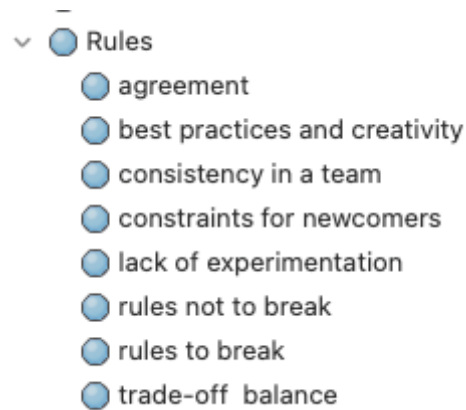 Rules
agreement
best practices and creativity
consistency in a team
constraints for newcomers
lack of experimentation
rules not to break
rules to break
trade-off  balance